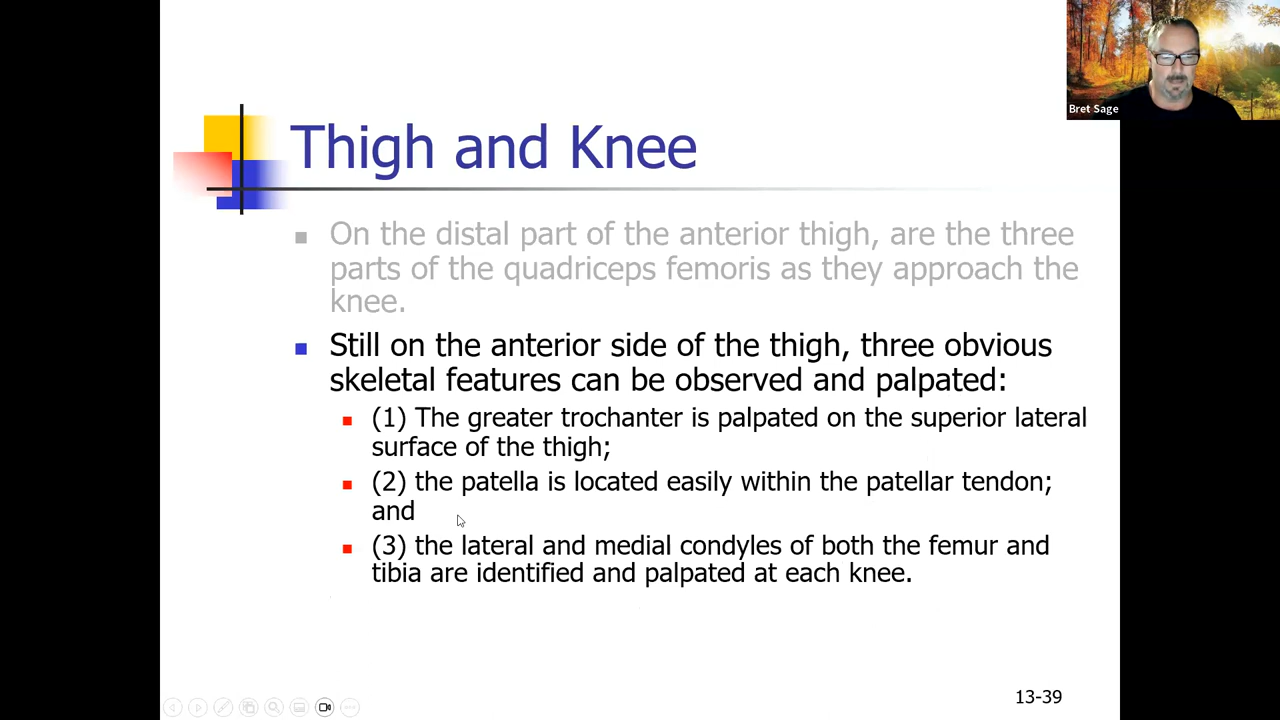 Bret Sage
Thigh and Knee
On the distal part of the anterior thigh, are the three
parts of the quadriceps femoris as they approach the
knee.
Still on the anterior side of the thigh, three obvious
skeletal features can be observed and palpated:
(1) The greater trochanter is palpated on the superior lateral
surface of the thigh;
(2) the patella is located easily within the patellar tendon;
and
(3) the lateral and medial condyles of both the femur and
tibia are identified and palpated at each knee.
13-39